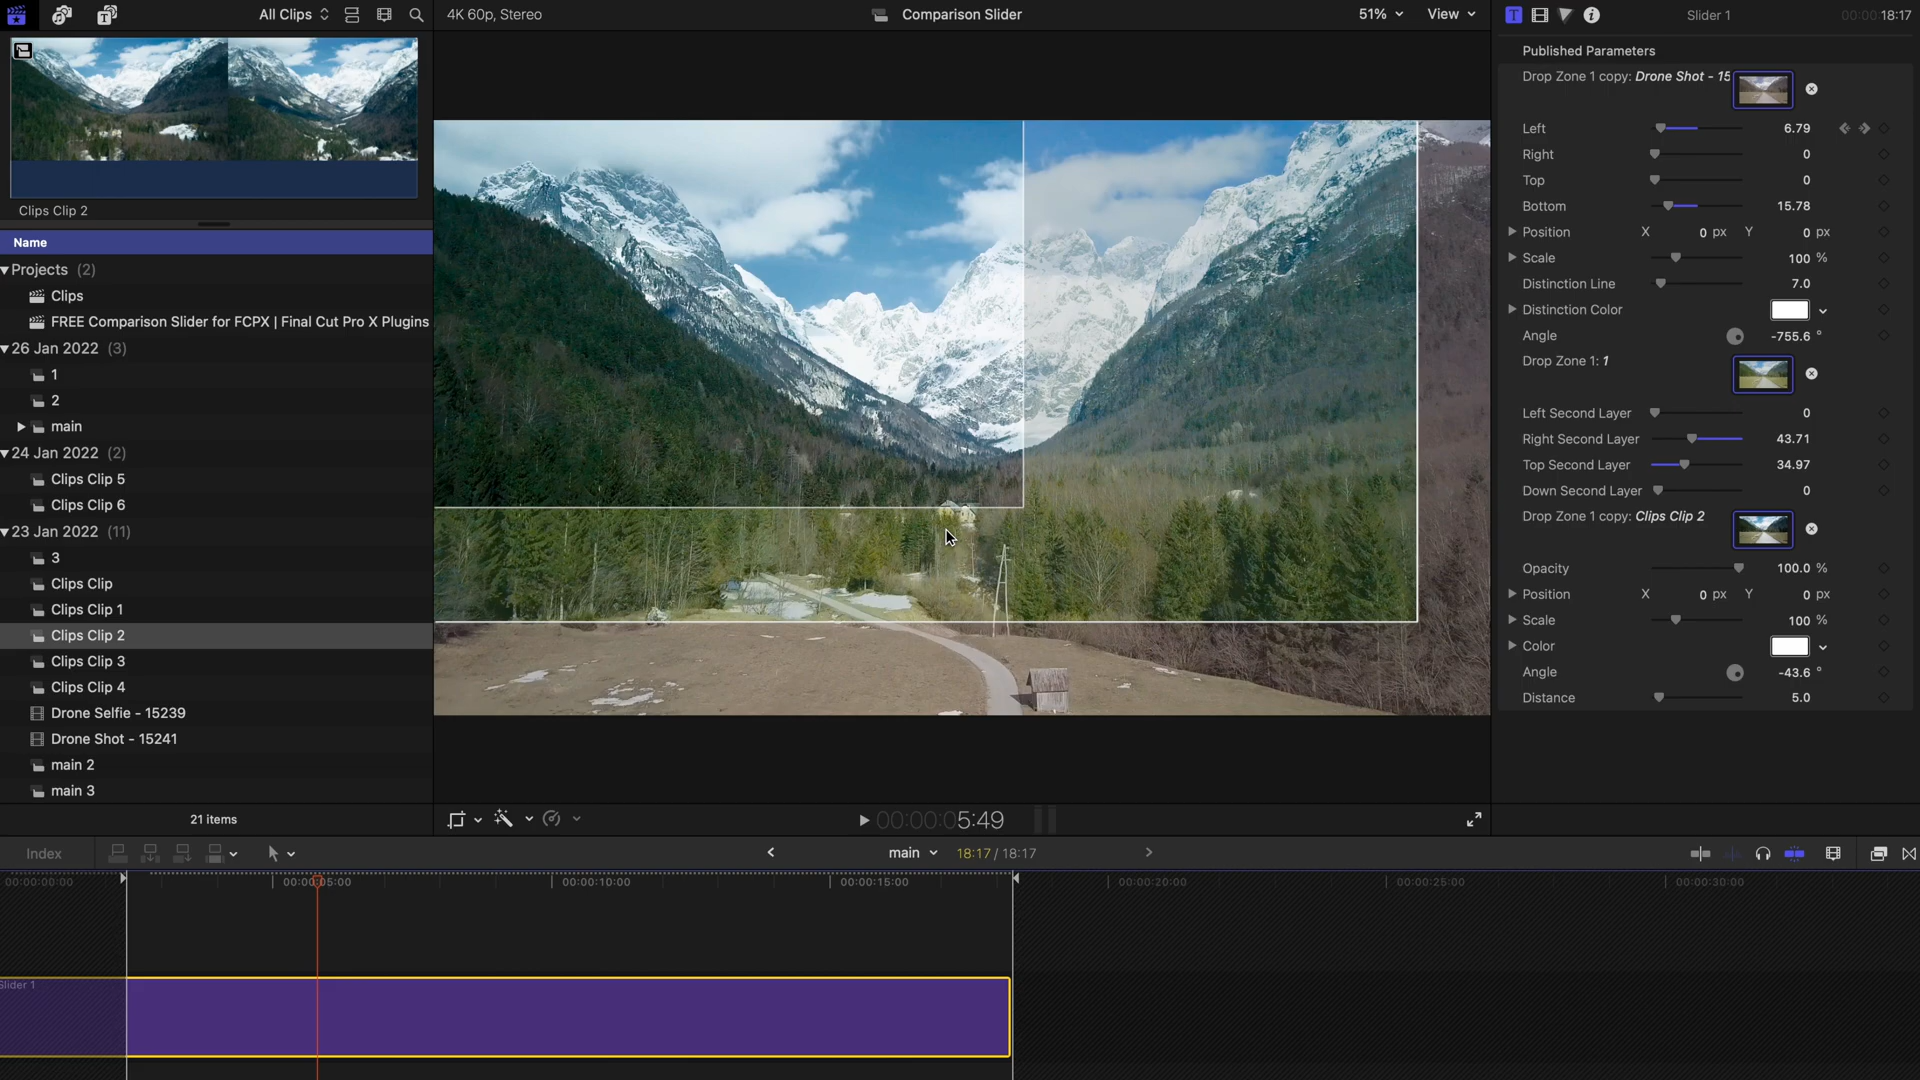 All Clips
4K 60p, Stereo
Comparison Slider
51%
View
Slider 1
00:00:18:17
Clips Clip 2
Name
Projects (2)
Clips
FREE Comparison Slider for FCPX | Final Cut Pro X Plugins
26 Jan 2022 (3)
1
2
main
24 Jan 2022 (2)
Clips Clip 5
Clips Clip 6
23 Jan 2022 (11)
3
Clips Clip
Clips Clip 1
Clips Clip 2
Clips Clip 3
Clips Clip 4
Drone Selfie - 15239
Drone Shot - 15241
main 2
main 3
21 items
00:00:05:49
Published Parameters
Drop Zone 1 copy: Drone Shot - 15
Left 6.79
Right 0
Top 0
Bottom 15.78
Position X 0 px Y 0 px
Scale 100 %
Distinction Line 7.0
Distinction Color
Angle -755.6 °
Drop Zone 1: 1
Left Second Layer 0
Right Second Layer 43.71
Top Second Layer 34.97
Down Second Layer 0
Drop Zone 1 copy: Clips Clip 2
Opacity 100.0 %
Position X 0 px Y 0 px
Scale 100 %
Color
Angle -43.6 °
Distance 5.0
Index
main
18:17 / 18:17
00:00:00:00
00:00:05:00
00:00:10:00
00:00:15:00
00:00:20:00
00:00:25:00
00:00:30:00
Slider 1